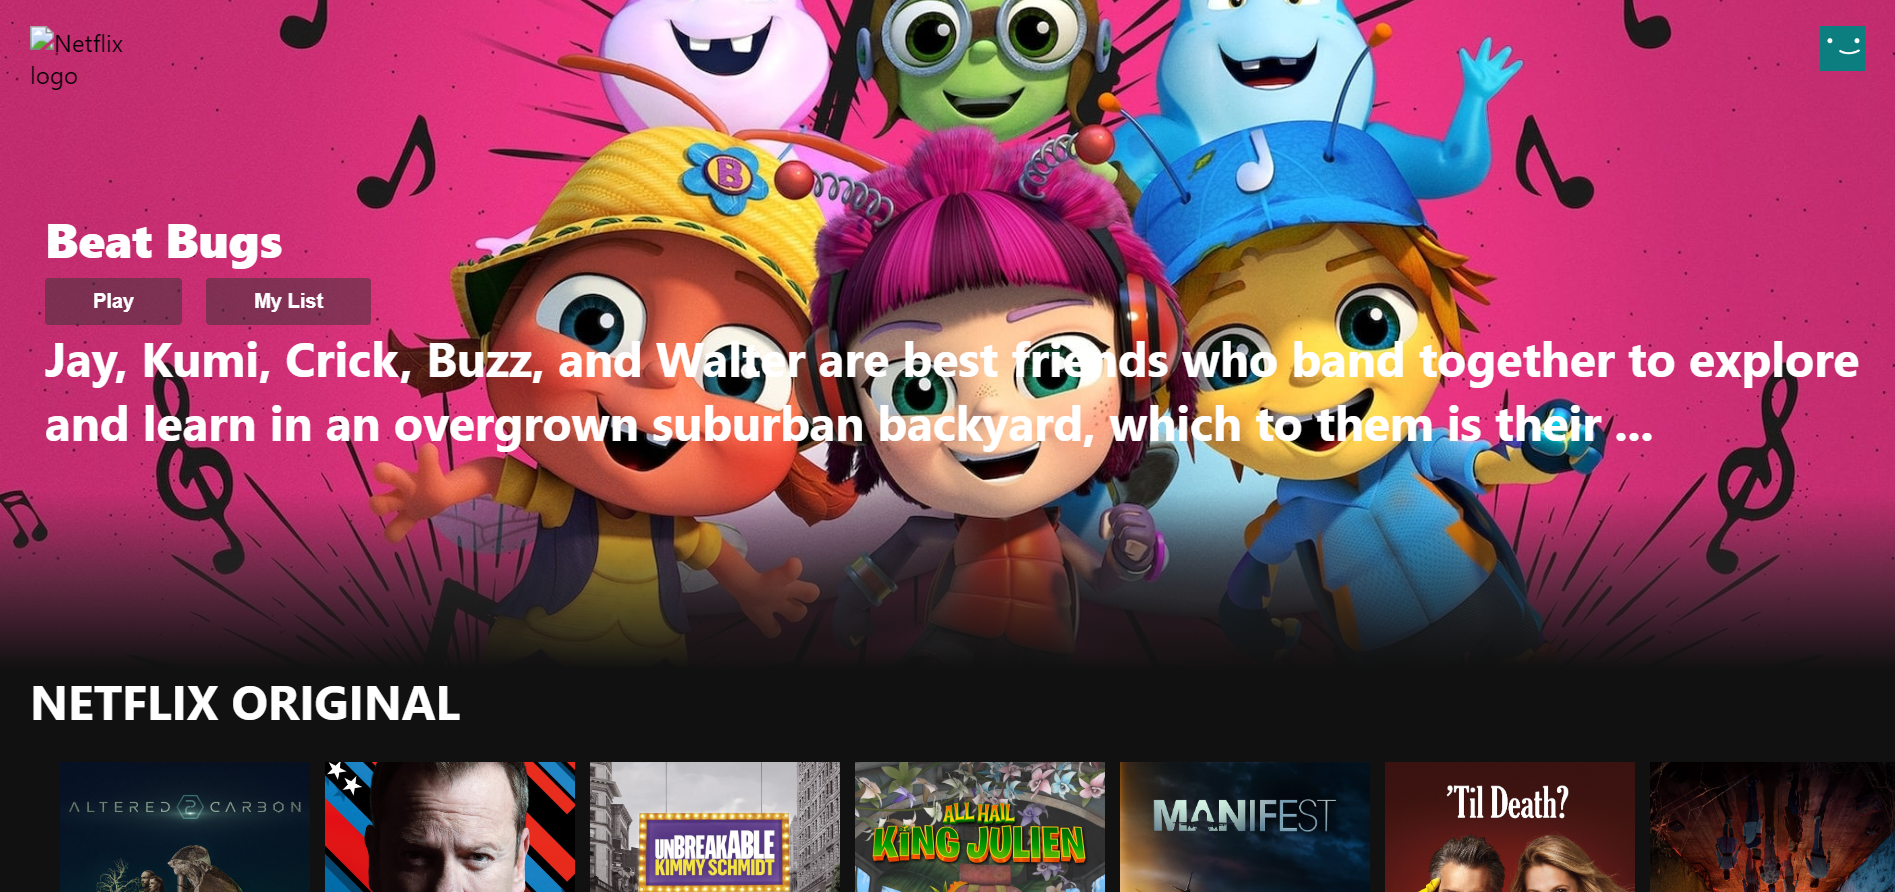 Netflix
logo
B
Beat Bugs
Play
My List
Jay, Kumi, Crick, Buzz, and Walter are best friends who band together to explore
and learn in an overgrown suburban backyard, which to them is their ...
NETFLIX ORIGINAL
ALTERED 2 CARBON
UNBREAKABLE
KIMMY SCHMIDT
ALL HAIL
KING JULIEN
MANIFEST
'Til Death?